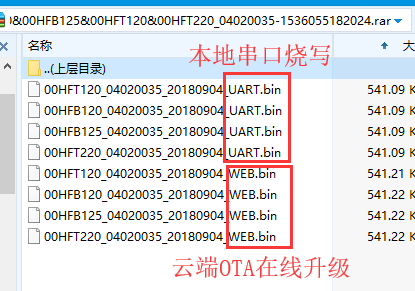 &00HFB125&00HFT120&00HFT220_04020035-1536055182024.rar
名称
大小
本地串口烧写
..(上层目录)
00HFT120_04020035_20180904_UART.bin 541.09 K
00HFB120_04020035_20180904_UART.bin 541.09 K
00HFB125_04020035_20180904_UART.bin 541.09 K
00HFT220_04020035_20180904_UART.bin 541.09 K
00HFT120_04020035_20180904_WEB.bin 541.21 K
00HFB120_04020035_20180904_WEB.bin 541.22 K
00HFB125_04020035_20180904_WEB.bin 541.22 K
00HFT220_04020035_20180904_WEB.bin 541.22 K
云端OTA在线升级